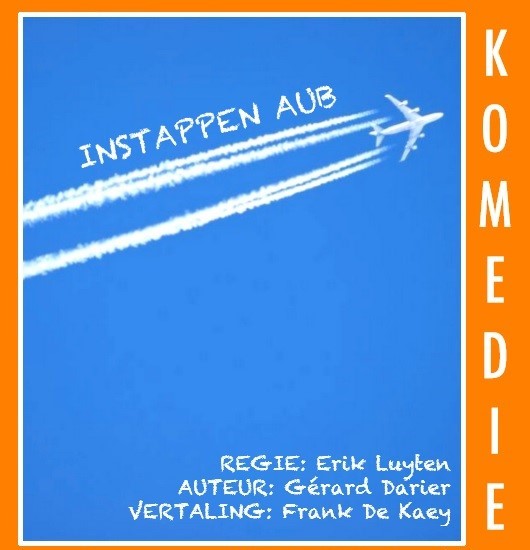 INSTAPPEN AUB
REGIE: Erik Luyten
AUTEUR: Gérard Darier
VERTALING: Frank De Kaey
KOMEDIE